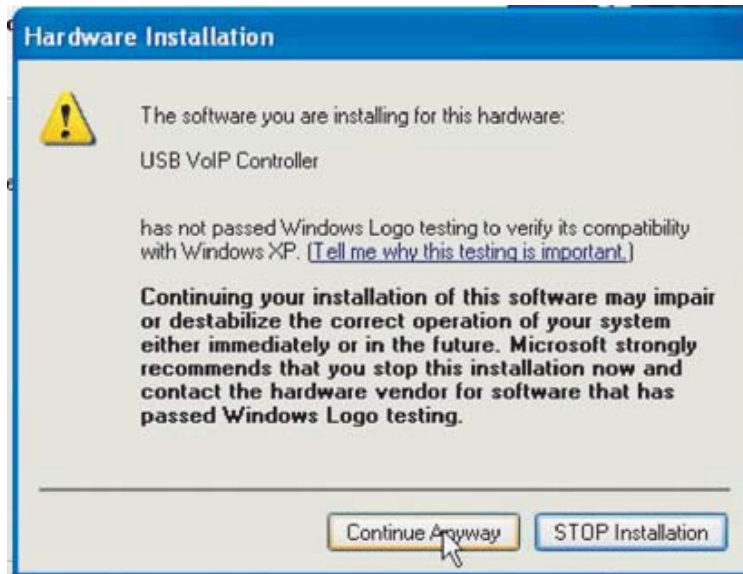 Hardware Installation
The software you are installing for this hardware:
USB VoIP Controller
has not passed Windows Logo testing to verify its compatibility
with Windows XP. (Tell me why this testing is important.)
Continuing your installation of this software may impair
or destabilize the correct operation of your system
either immediately or in the future. Microsoft strongly
recommends that you stop this installation now and
contact the hardware vendor for software that has
passed Windows Logo testing.
Continue Anyway
STOP Installation